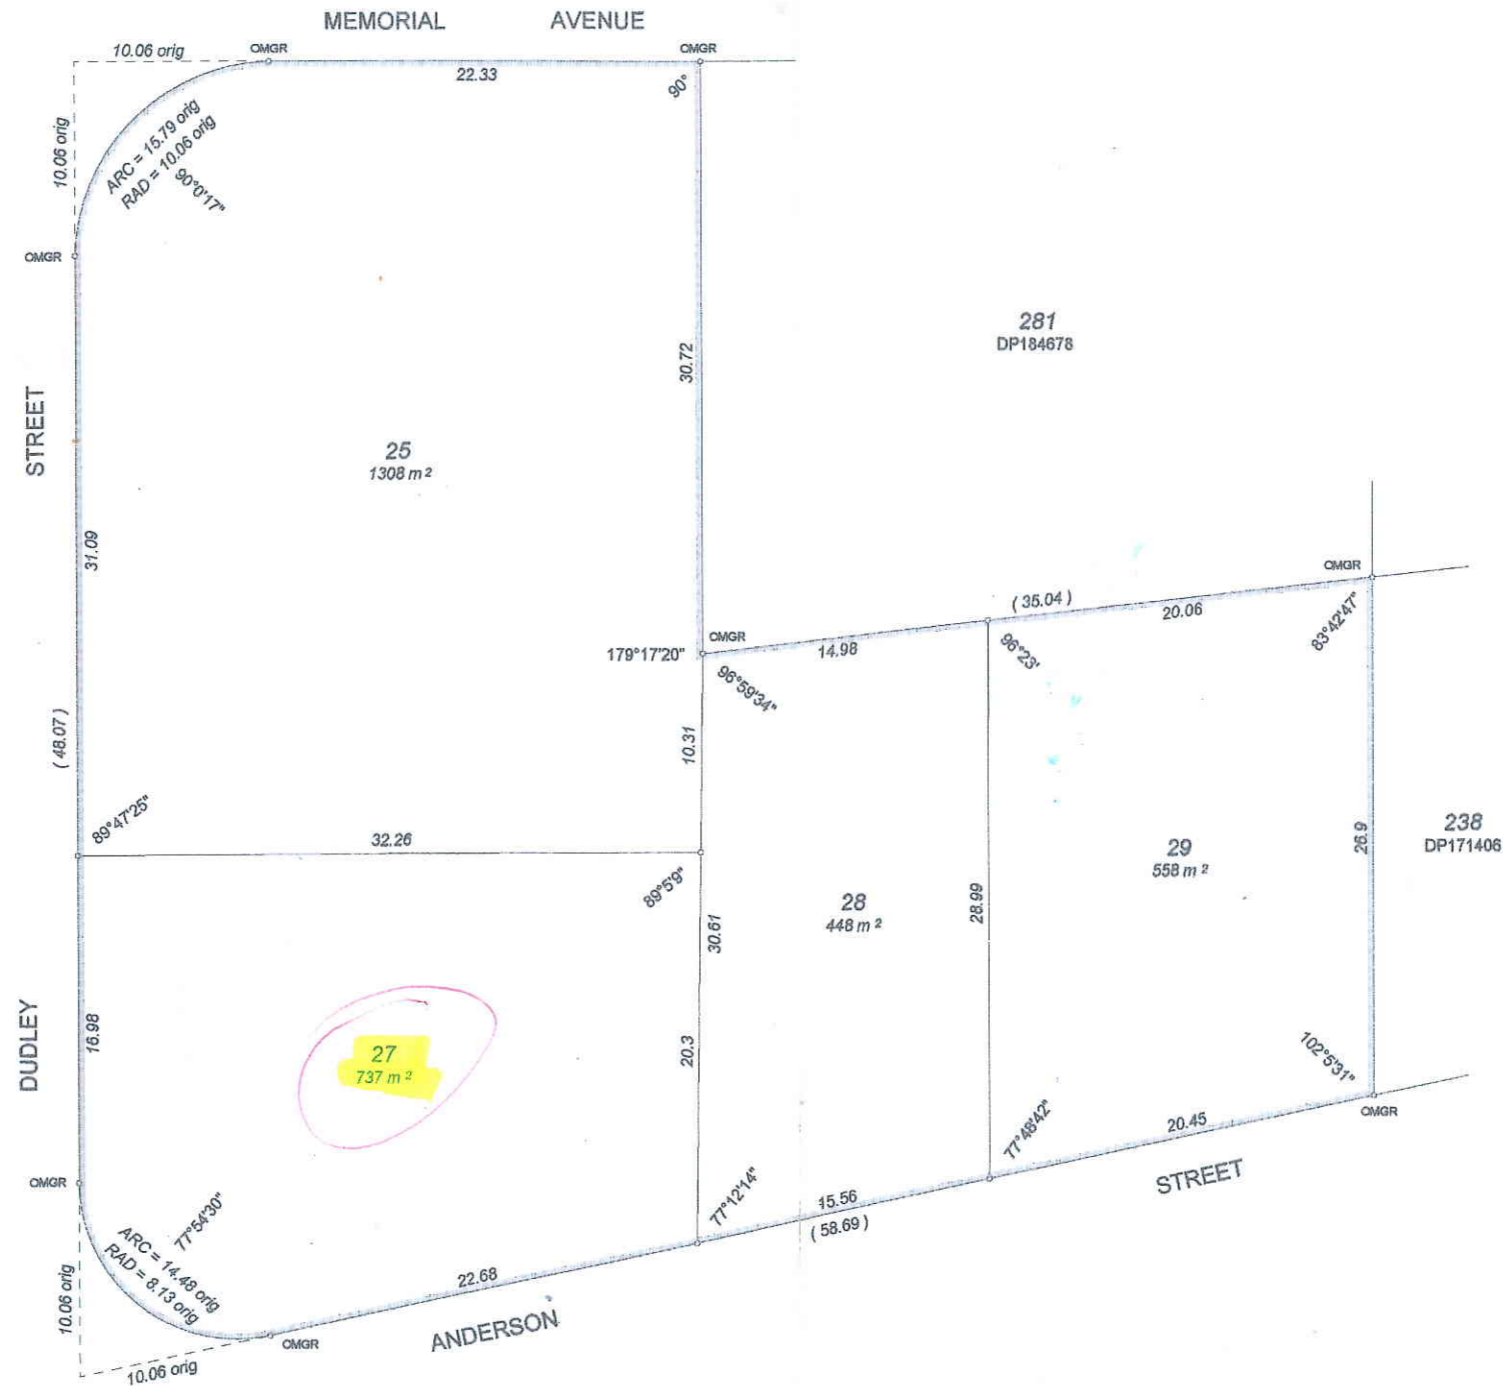 MEMORIAL AVENUE
10.06 orig
OMGR
OMGR
22.33
90°
10.06 orig
ARC = 15.79 orig
RAD = 10.06 orig
90°0'17"
OMGR
281
DP184678
STREET
30.72
25
1308 m²
31.09
OMGR
( 35.04 )
20.06
83°42'47"
OMGR
179°17'20"
14.98
96°23'
96°59'34"
( 48.07 )
10.31
89°47'25"
32.26
89°5'9"
26.9
238
DP171406
29
558 m²
28
448 m²
28.99
30.61
DUDLEY
16.98
27
737 m²
20.3
102°5'31"
OMGR
77°48'42"
20.45
STREET
OMGR
77°54'30"
77°12'14"
15.56
( 58.69 )
ARC = 14.48 orig
RAD = 8.13 orig
10.06 orig
22.68
OMGR
ANDERSON
10.06 orig